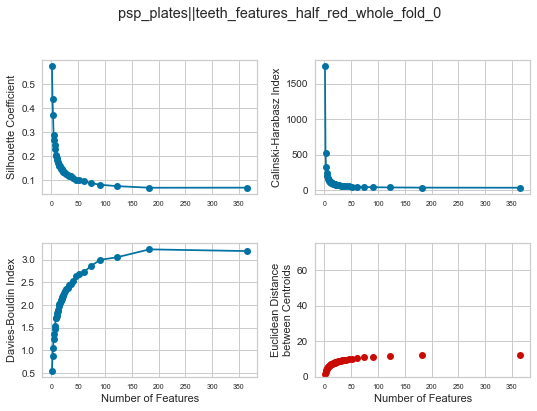 psp_plates||teeth_features_half_red_whole_fold_0
Silhouette Coefficient
0.5
0.4
0.3
0.2
0.1
0 50 100 150 200 250 300 350
Calinski-Harabasz Index
1500
1000
500
0
0 50 100 150 200 250 300 350
Davies-Bouldin Index
3.0
2.5
2.0
1.5
1.0
0.5
0 50 100 150 200 250 300 350
Number of Features
Euclidean Distance
between Centroids
60
40
20
0
0 50 100 150 200 250 300 350
Number of Features